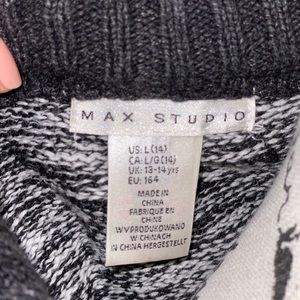 MAX STUDIO
US: L(14)
CA: L/G(14)
UK: 13-14 yrs
EU: 164
MADE IN
CHINA
FABRIQUE EN
CHINE
WYPRODUKOWANO
W CHINACH
IN CHINA HERGESTELLT